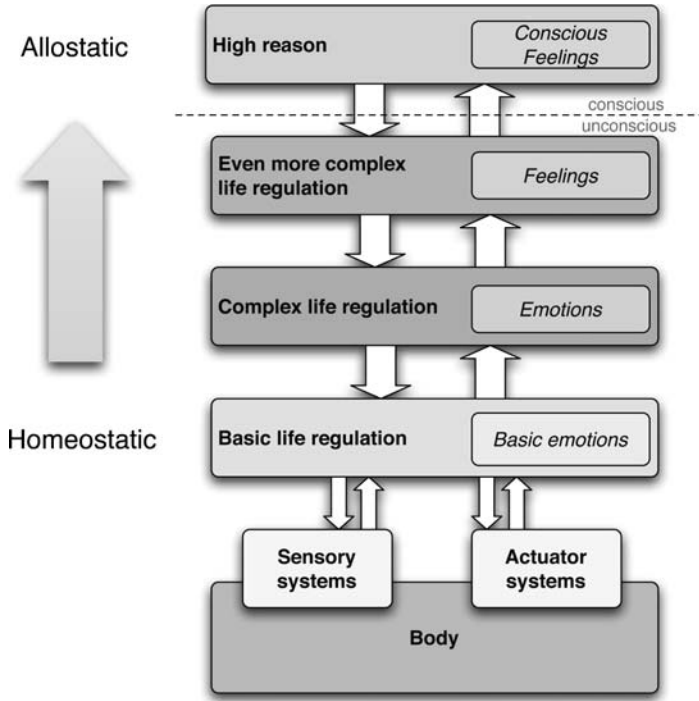 Allostatic
High reason
Conscious
Feelings
conscious
unconscious
Even more complex
life regulation
Feelings
Complex life regulation
Emotions
Homeostatic
Basic life regulation
Basic emotions
Sensory
systems
Actuator
systems
Body